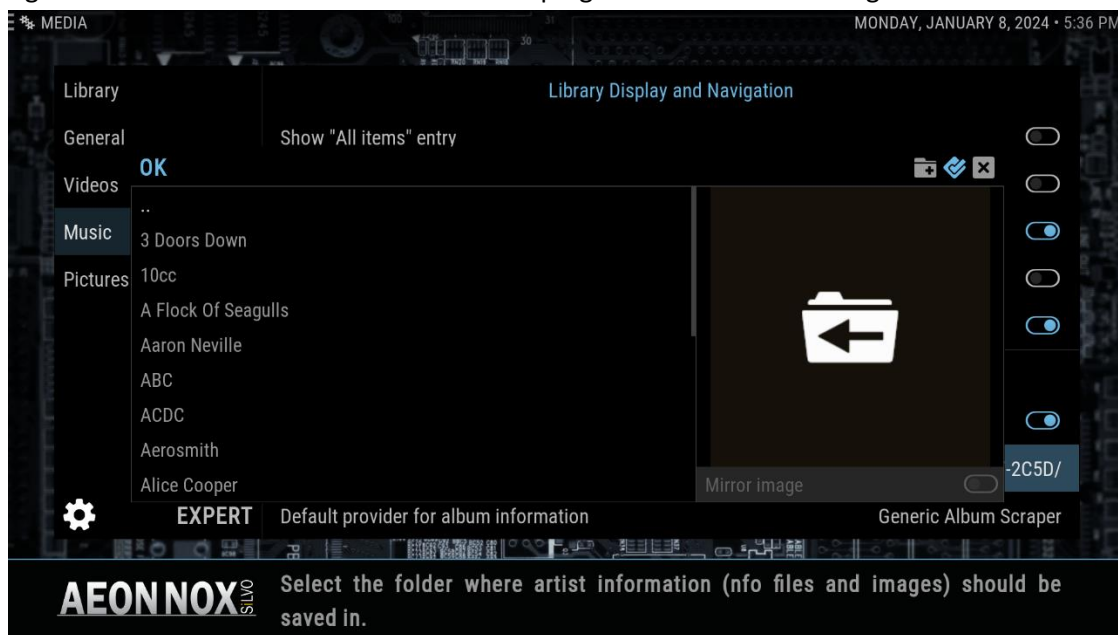 MEDIA
MONDAY, JANUARY 8, 2024 • 5:36 PM
Library
Library Display and Navigation
General
Show "All items" entry
OK
Videos
..
Music
3 Doors Down
Pictures
10cc
A Flock Of Seagulls
Aaron Neville
ABC
ACDC
Aerosmith
-2C5D/
Alice Cooper
Mirror image
EXPERT
Default provider for album information
Generic Album Scraper
AEON NOX SiLVO
Select the folder where artist information (nfo files and images) should be
saved in.